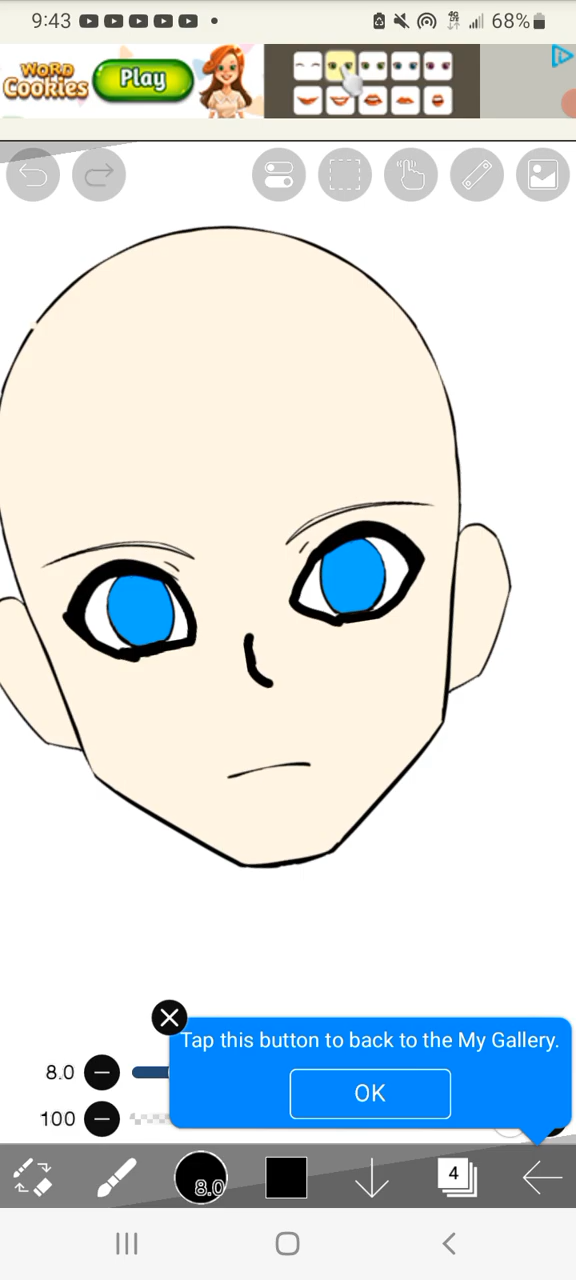 9:43
4G
68%
WORD
COOKIES
Play
Tap this button to back to the My Gallery.
8.0
OK
100
8.0
4